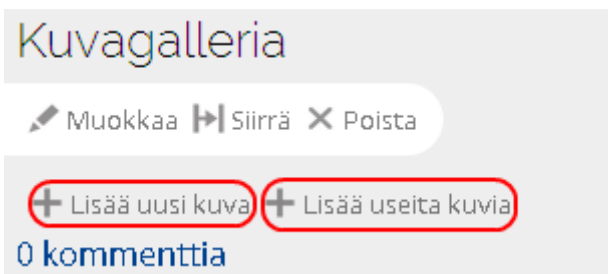 Kuvagalleria
Muokkaa Siirrä Poista
Lisää uusi kuva Lisää useita kuvia
0 kommenttia